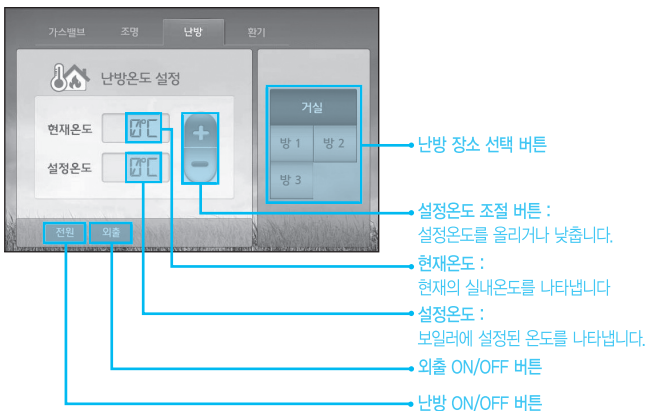 가스밸브 조명 난방 환기
난방온도 설정
현재온도 0℃ +
설정온도 0℃ −
전원 외출
거실
방 1 방 2
방 3
난방 장소 선택 버튼
설정온도 조절 버튼 :
설정온도를 올리거나 낮춥니다.
현재온도 :
현재의 실내온도를 나타냅니다
설정온도 :
보일러에 설정된 온도를 나타냅니다.
외출 ON/OFF 버튼
난방 ON/OFF 버튼